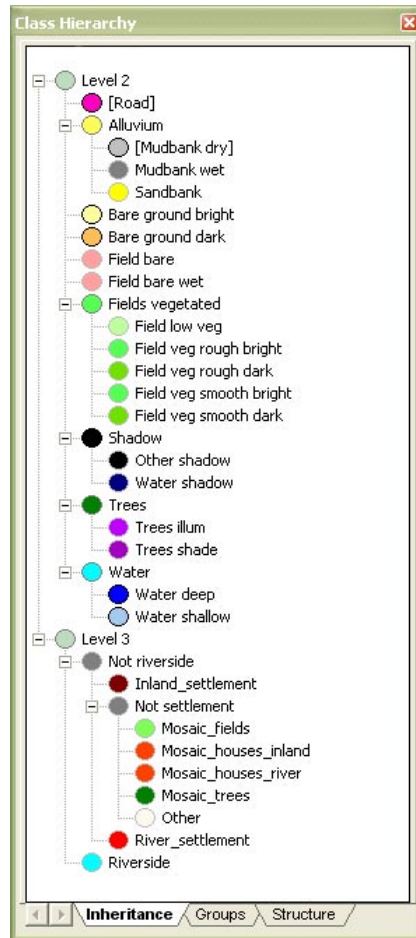 Class Hierarchy
Level 2
[Road]
Alluvium
[Mudbank dry]
Mudbank wet
Sandbank
Bare ground bright
Bare ground dark
Field bare
Field bare wet
Fields vegetated
Field low veg
Field veg rough bright
Field veg rough dark
Field veg smooth bright
Field veg smooth dark
Shadow
Other shadow
Water shadow
Trees
Trees illum
Trees shade
Water
Water deep
Water shallow
Level 3
Not riverside
Inland_settlement
Not settlement
Mosaic_fields
Mosaic_houses_inland
Mosaic_houses_river
Mosaic_trees
Other
River_settlement
Riverside
Inheritance Groups Structure